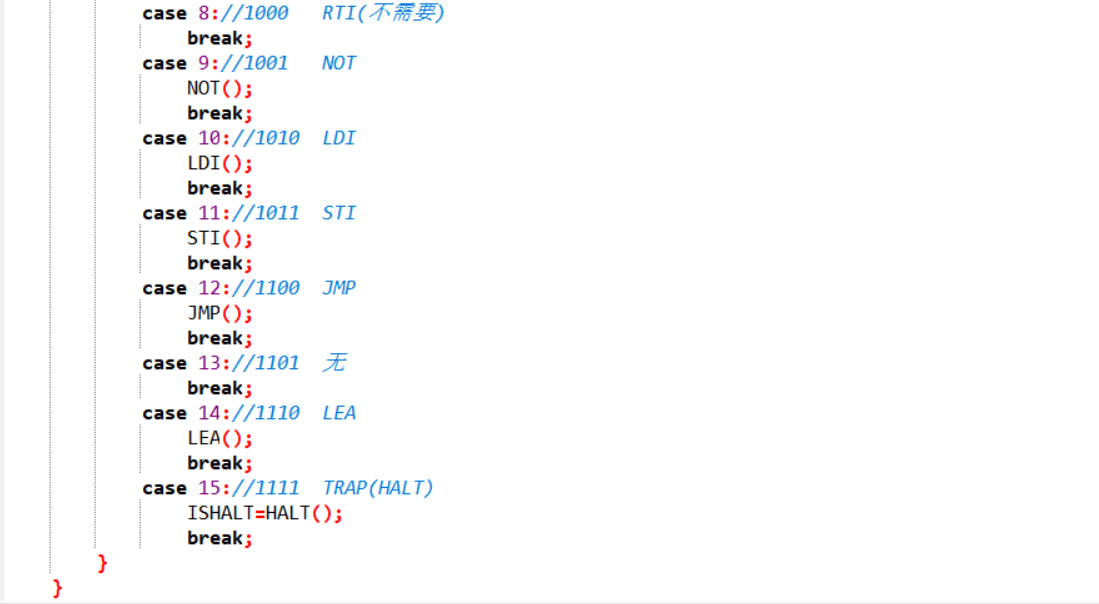 case 8://1000   RTI(不需要)
break;
case 9://1001   NOT
NOT();
break;
case 10://1010  LDI
LDI();
break;
case 11://1011  STI
STI();
break;
case 12://1100  JMP
JMP();
break;
case 13://1101  无
break;
case 14://1110  LEA
LEA();
break;
case 15://1111  TRAP(HALT)
ISHALT=HALT();
break;
}
}